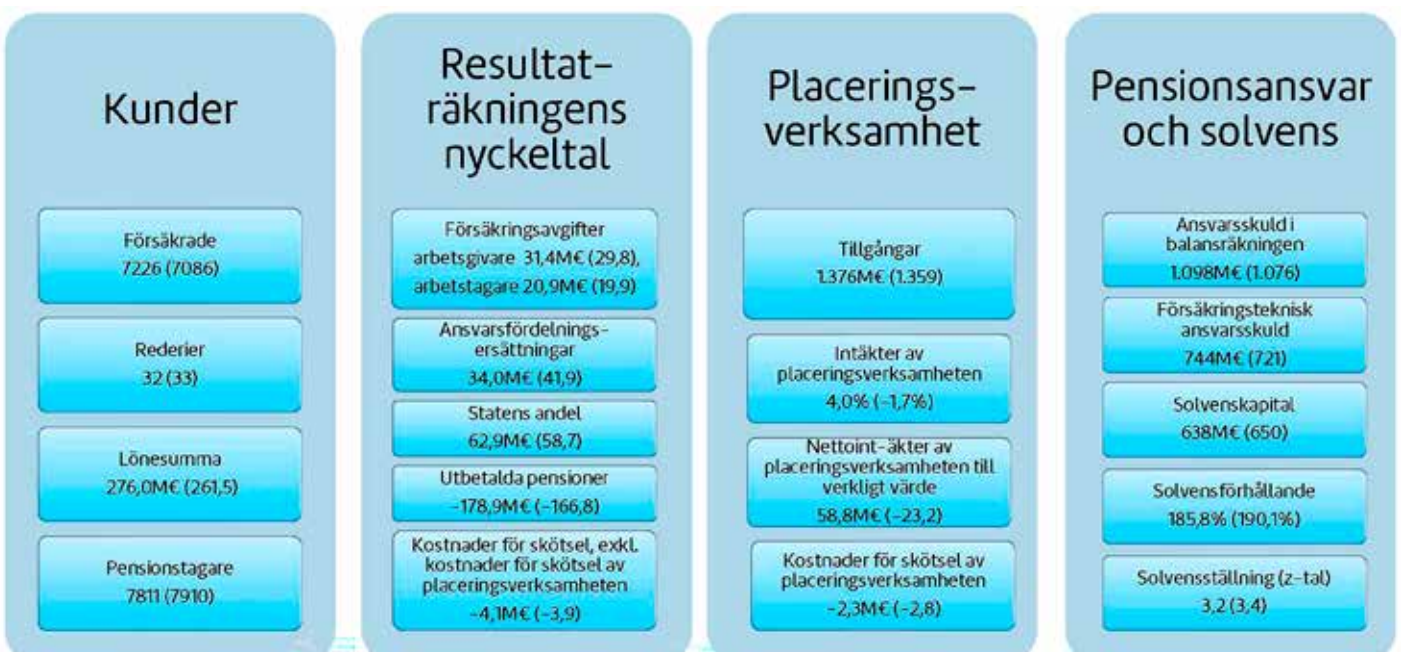 Kunder
Försäkrade
7226 (7086)
Rederier
32 (33)
Lönesumma
276,0M€ (261,5)
Pensionstagare
7811 (7910)
Resultat-
räkningens
nyckeltal
Försäkringsavgifter
arbetsgivare 31,4M€ (29,8),
arbetstagare 20,9M€ (19,9)
Ansvarsfördelnings-
ersättningar
34,0M€ (41,9)
Statens andel
62,9M€ (58,7)
Utbetalda pensioner
-178,9M€ (-166,8)
Kostnader för skötsel, exkl.
kostnader för skötsel av
placeringsverksamheten
-4,1M€ (-3,9)
Placerings-
verksamhet
Tillgångar
1.376M€ (1.359)
Intäkter av
placeringsverksamheten
4,0% (-1,7%)
Nettoint-äkter av
placeringsverksamheten till
verkligt värde
58,8M€ (-23,2)
Kostnader för skötsel av
placeringsverksamheten
-2,3M€ (-2,8)
Pensionsansvar
och solvens
Ansvarsskuld i
balansräkningen
1.098M€ (1.076)
Försäkringsteknisk
ansvarsskuld
744M€ (721)
Solvenskapital
638M€ (650)
Solvensförhållande
185,8% (190,1%)
Solvensställning (z-tal)
3,2 (3,4)